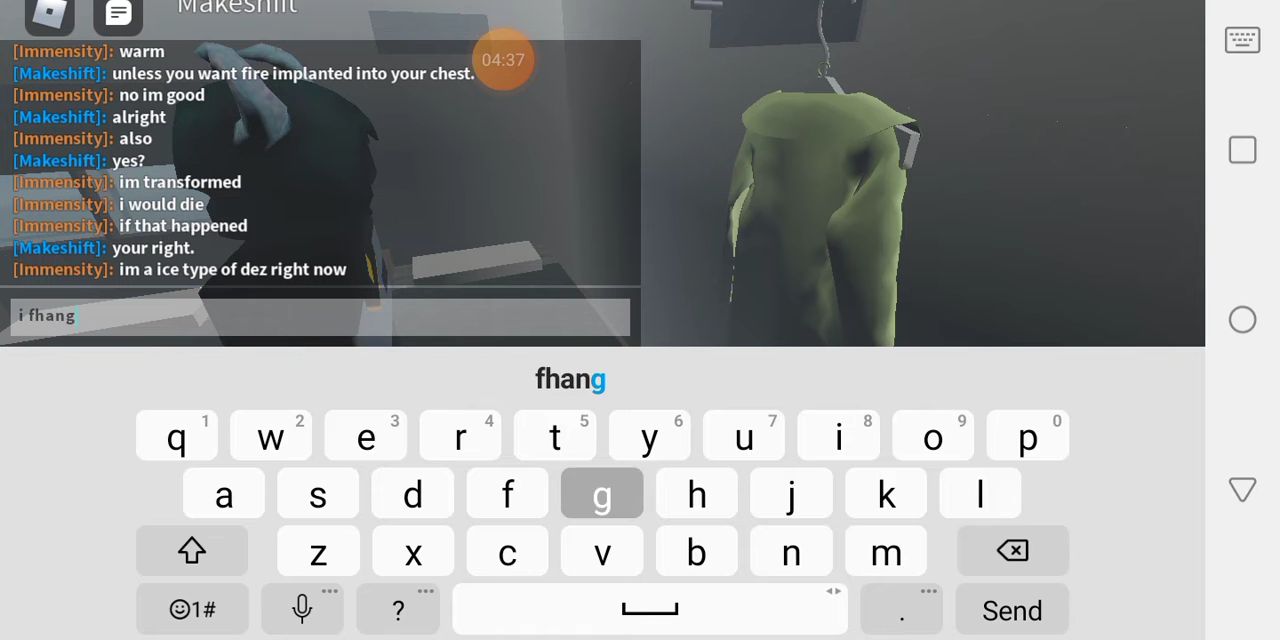 Makeshift
[Immensity]: warm
[Makeshift]: unless you want fire implanted into your chest.
04:37
[Immensity]: no im good
[Makeshift]: alright
[Immensity]: also
[Makeshift]: yes?
[Immensity]: im transformed
[Immensity]: i would die
[Immensity]: if that happened
[Makeshift]: your right.
[Immensity]: im a ice type of dez right now
i fhang
fhang
q 1 w 2 e 3 r 4 t 5 y 6 u 7 i 8 o 9 p 0
a s d f g h j k l
z x c v b n m
☺1# ? . Send